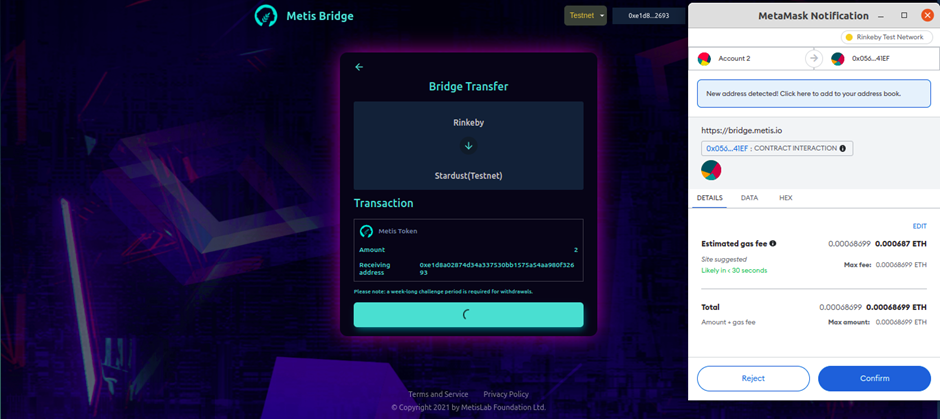 Metis Bridge
Testnet
0xe1d8...2693
Bridge Transfer
Rinkeby
Stardust(Testnet)
Transaction
Metis Token
Amount 2
Receiving address 0xe1d8a02874d34a337530bb1575a54aa980f326
93
Please note: a week-long challenge period is required for withdrawals.
Terms and Service Privacy Policy
© Copyright 2021 by MetisLab Foundation Ltd.
MetaMask Notification
Rinkeby Test Network
Account 2
0x056...41EF
New address detected! Click here to add to your address book.
https://bridge.metis.io
0x056...41EF : CONTRACT INTERACTION
DETAILS DATA HEX
EDIT
Estimated gas fee 0.00068699 0.000687 ETH
Site suggested
Likely in < 30 seconds
Max fee: 0.00068699 ETH
Total 0.00068699 0.00068699 ETH
Amount + gas fee Max amount: 0.00068699 ETH
Reject Confirm